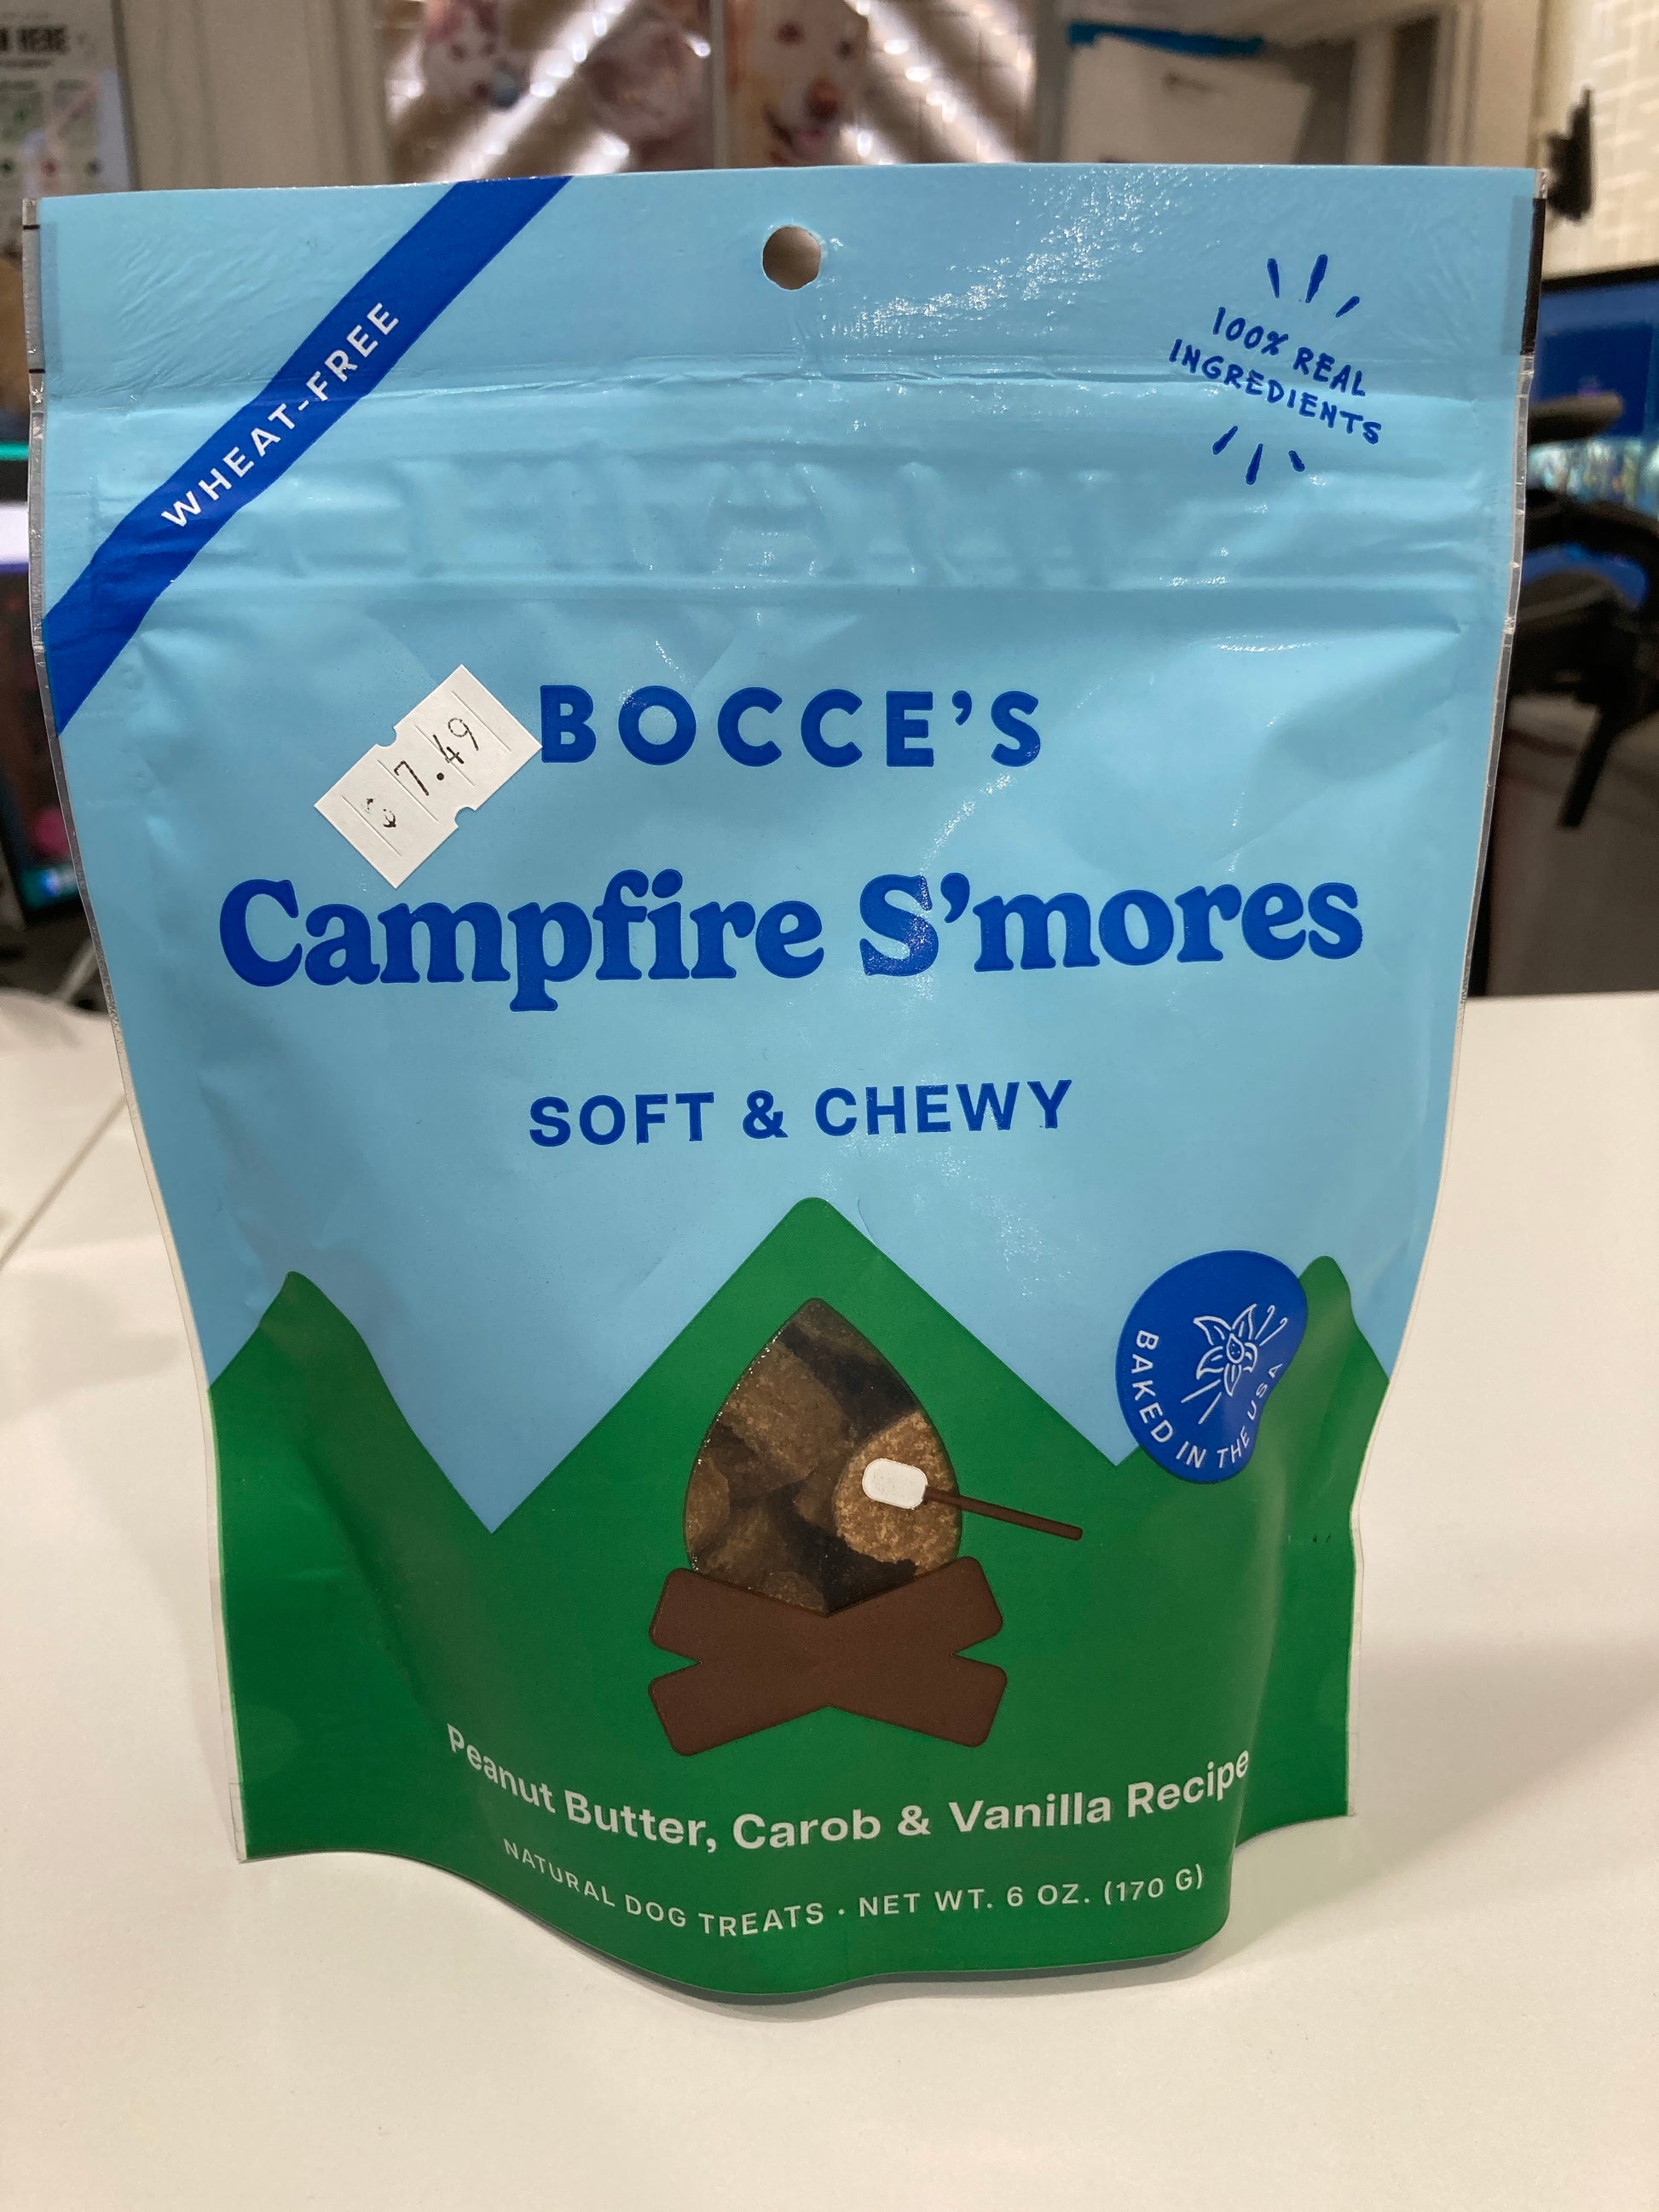 WHEAT-FREE
100% REAL
INGREDIENTS
BOCCE'S
$ 7.49
Campfire S'mores
SOFT & CHEWY
BAKED IN THE USA
Peanut Butter, Carob & Vanilla Recipe
NATURAL DOG TREATS · NET WT. 6 OZ. (170 G)